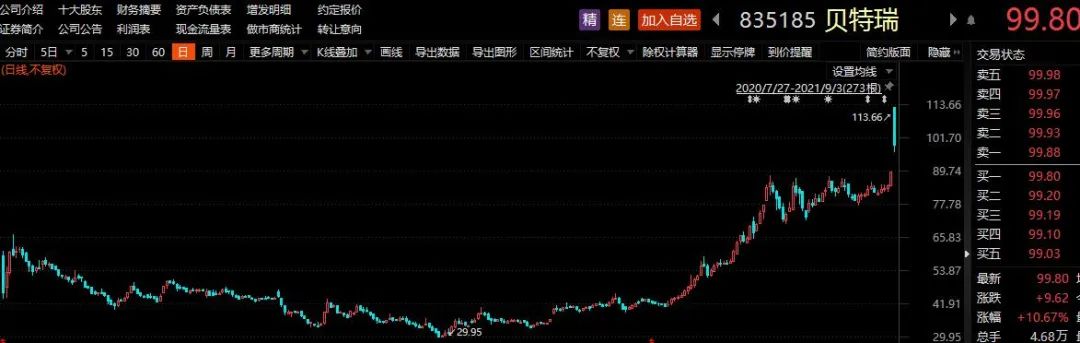 公司介绍 十大股东 财务摘要 资产负债表 增发明细 约定报价
证券简介 公司公告 利润表 现金流量表 做市商统计 转让意向
精 连 加入自选 835185 贝特瑞 99.80
分时 5日 5 15 30 60 日 周 月 更多周期 K线叠加 画线 导出数据 导出图形 区间统计 不复权 除权计算器 显示停牌 到价提醒 简约版面 隐藏
(日线,不复权)
设置均线
2020/7/27-2021/9/3(273根)
113.66
29.95
113.66
101.70
89.74
77.78
65.83
53.87
41.91
29.95
交易状态
卖五 99.98
卖四 99.97
卖三 99.96
卖二 99.93
卖一 99.88
买一 99.80
买二 99.20
买三 99.19
买四 99.10
买五 99.03
最新 99.80
涨跌 +9.62
涨幅 +10.67%
总手 4.68万